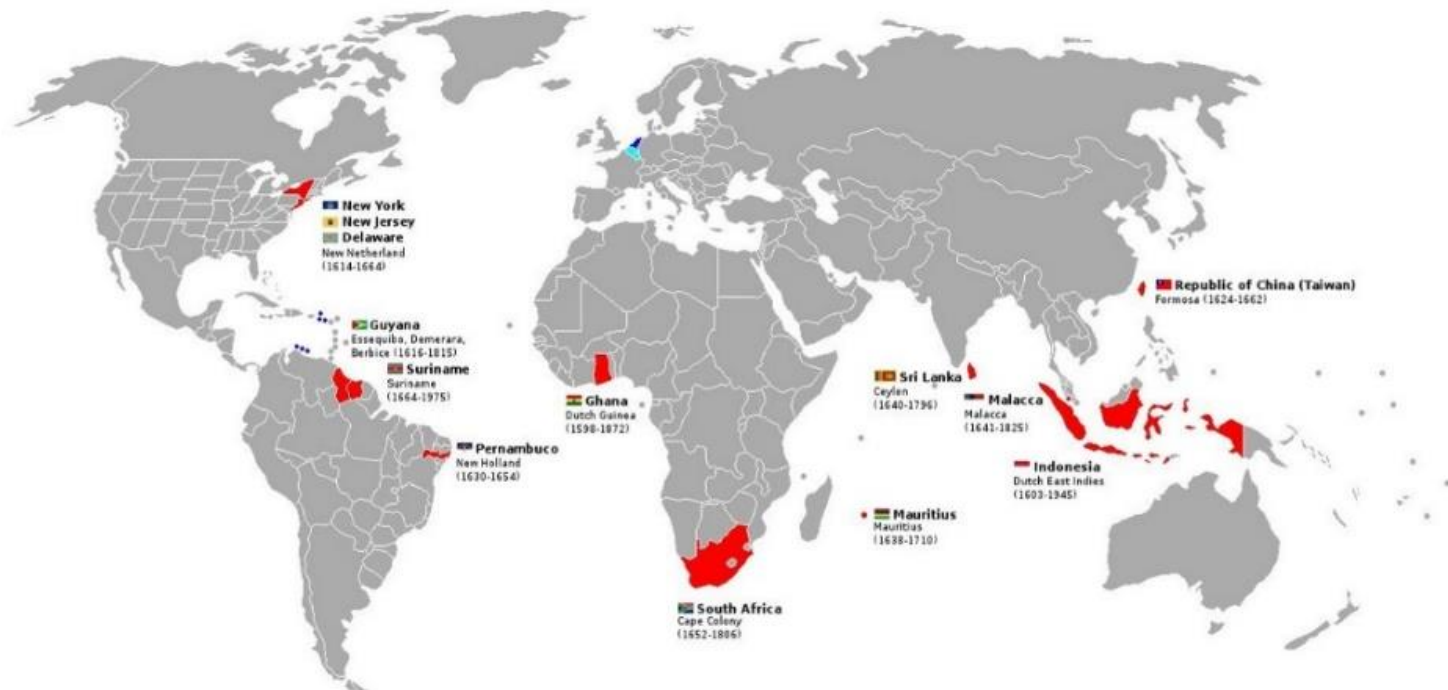 New York
New Jersey
Delaware
New Netherland
(1614-1664)
Guyana
Essequibo, Demerara,
Berbice (1616-1815)
Suriname
Suriname
(1664-1975)
Pernambuco
New Holland
(1630-1654)
Ghana
Dutch Guinea
(1598-1872)
South Africa
Cape Colony
(1652-1806)
Republic of China (Taiwan)
Formosa (1624-1662)
Sri Lanka
Ceylon
(1640-1796)
Malacca
Malacca
(1641-1825)
Indonesia
Dutch East Indies
(1603-1945)
Mauritius
Mauritius
(1638-1710)